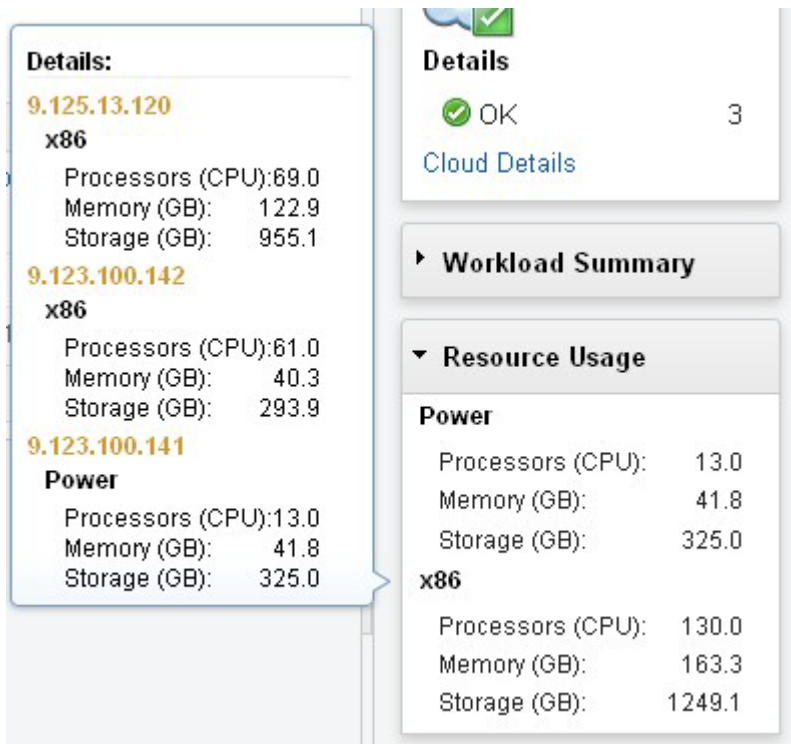 Details:
9.125.13.120
x86
Processors (CPU):69.0
Memory (GB): 122.9
Storage (GB): 955.1
9.123.100.142
x86
Processors (CPU):61.0
Memory (GB): 40.3
Storage (GB): 293.9
9.123.100.141
Power
Processors (CPU):13.0
Memory (GB): 41.8
Storage (GB): 325.0
Details
OK 3
Cloud Details
Workload Summary
Resource Usage
Power
Processors (CPU): 13.0
Memory (GB): 41.8
Storage (GB): 325.0
x86
Processors (CPU): 130.0
Memory (GB): 163.3
Storage (GB): 1249.1